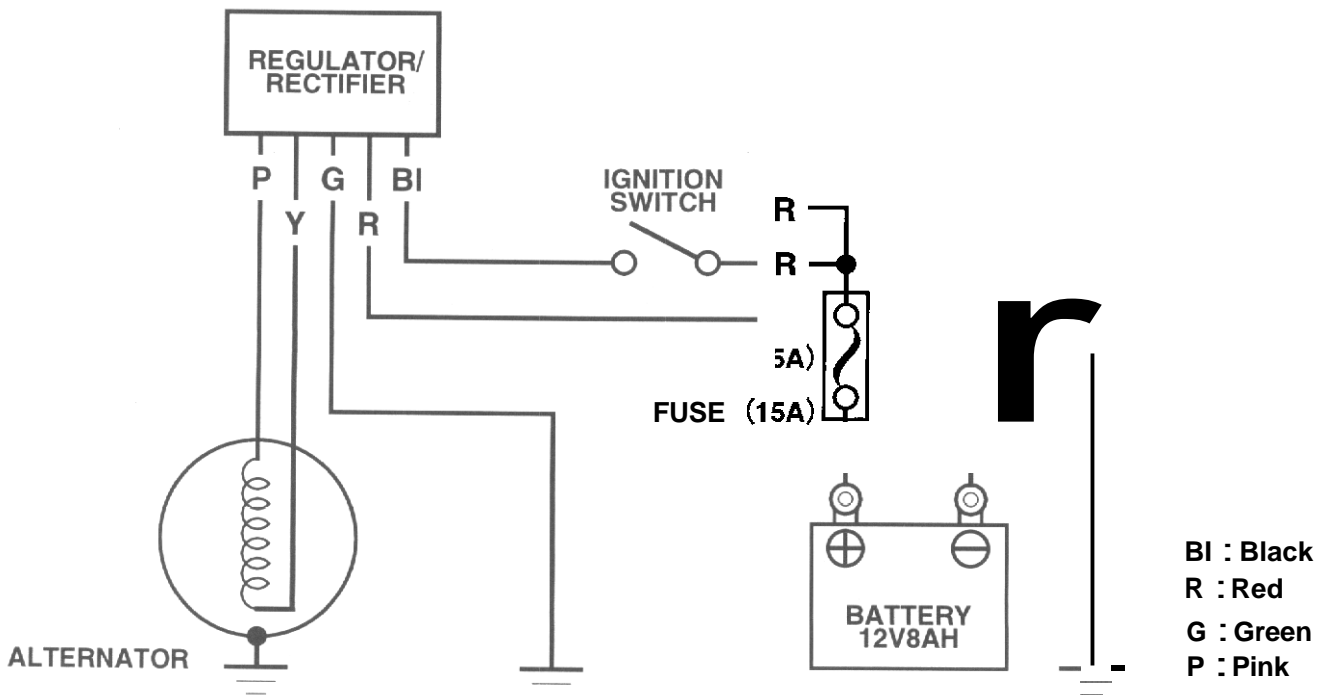 REGULATOR/
RECTIFIER
P
G
BI
Y
R
IGNITION
SWITCH
R
R
5A)
FUSE (15A)
BATTERY
12V8AH
ALTERNATOR
r
BI : Black
R : Red
G : Green
P : Pink